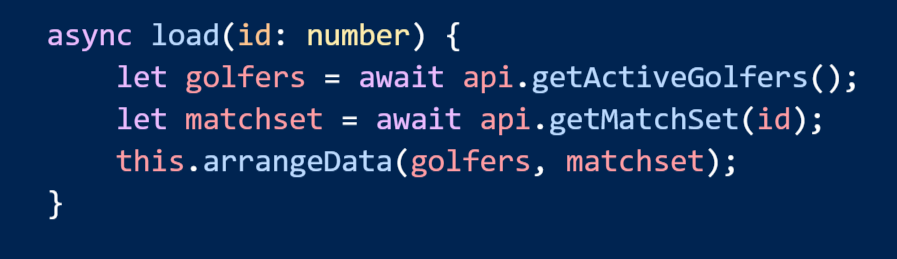 async load(id: number) {
    let golfers = await api.getActiveGolfers();
    let matchset = await api.getMatchSet(id);
    this.arrangeData(golfers, matchset);
}